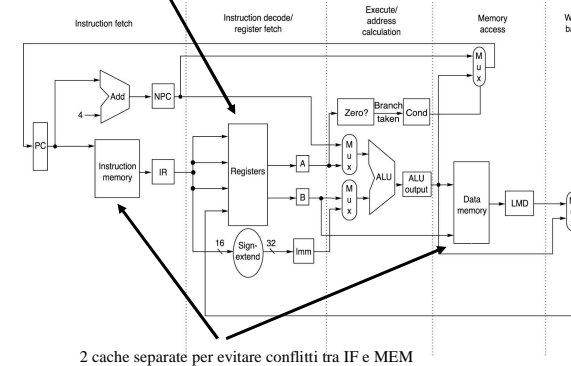 Instruction fetch
Instruction decode/
register fetch
Execute/
address
calculation
Memory
access
M
u
x
Add
NPC
4
Zero?
Branch
taken
Cond
PC
Instruction
memory
IR
Registers
A
B
M
u
x
M
u
x
ALU
ALU
output
Data
memory
LMD
16
Sign-
extend
32
Imm
2 cache separate per evitare conflitti tra IF e MEM